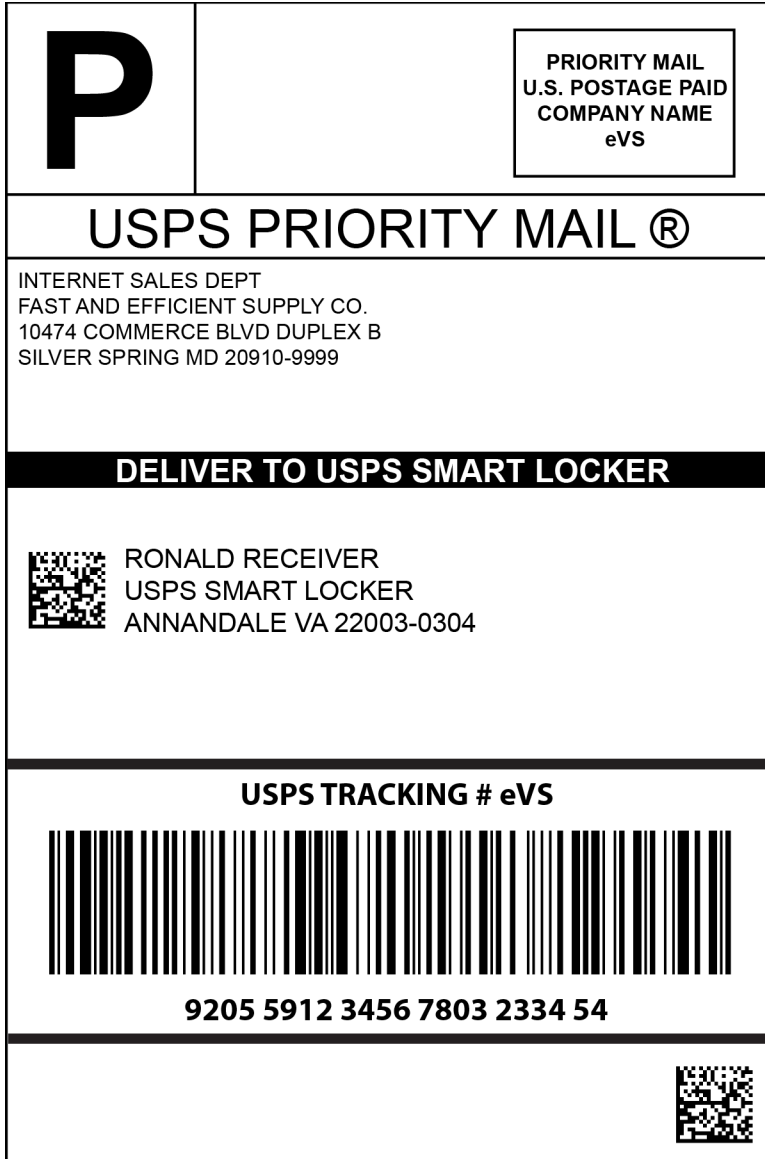 P
PRIORITY MAIL
U.S. POSTAGE PAID
COMPANY NAME
eVS
USPS PRIORITY MAIL ®
INTERNET SALES DEPT
FAST AND EFFICIENT SUPPLY CO.
10474 COMMERCE BLVD DUPLEX B
SILVER SPRING MD 20910-9999
DELIVER TO USPS SMART LOCKER
RONALD RECEIVER
USPS SMART LOCKER
ANNANDALE VA 22003-0304
USPS TRACKING # eVS
9205 5912 3456 7803 2334 54